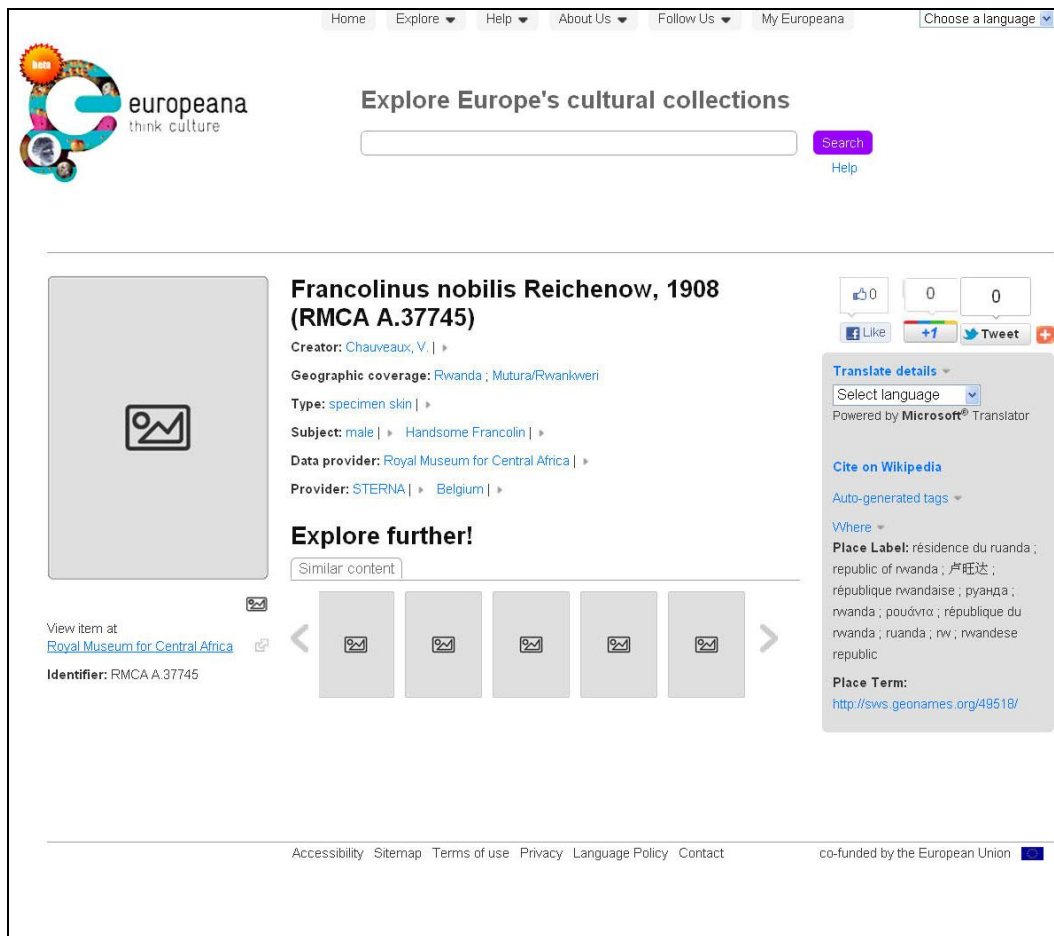 Home Explore Help About Us Follow Us My Europeana Choose a language
beta
europeana
think culture
Explore Europe's cultural collections
Search
Help
Francolinus nobilis Reichenow, 1908
(RMCA A.37745)
Creator: Chauveaux, V. |
Geographic coverage: Rwanda ; Mutura/Rwankweri
Type: specimen skin |
Subject: male | Handsome Francolin |
Data provider: Royal Museum for Central Africa |
Provider: STERNA | Belgium |
Explore further!
Similar content
View item at
Royal Museum for Central Africa
Identifier: RMCA A.37745
0 0 0
Like +1 Tweet
Translate details
Select language
Powered by Microsoft® Translator
Cite on Wikipedia
Auto-generated tags
Where
Place Label: résidence du ruanda ;
republic of rwanda ; 卢旺达 ;
république rwandaise ; руанда ;
rwanda ; ρουάντα ; république du
rwanda ; ruanda ; rw ; rwandese
republic
Place Term:
http://sws.geonames.org/49518/
Accessibility Sitemap Terms of use Privacy Language Policy Contact co-funded by the European Union